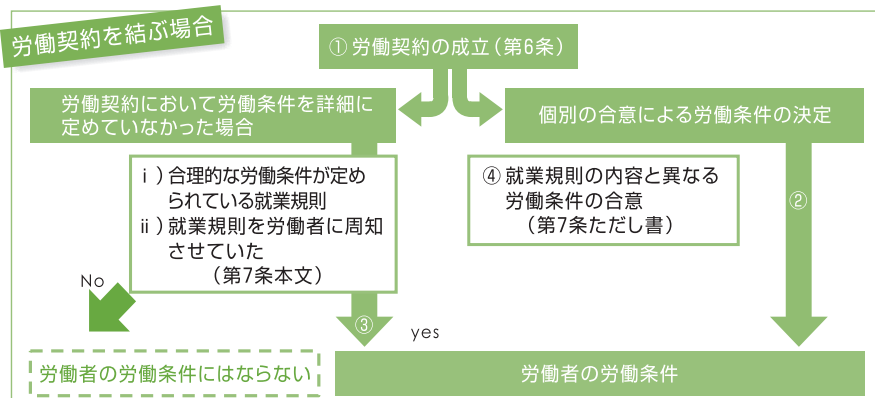 労働契約を結ぶ場合
①労働契約の成立（第6条）
労働契約において労働条件を詳細に
定めていなかった場合
個別の合意による労働条件の決定
ⅰ）合理的な労働条件が定め
られている就業規則
ⅱ）就業規則を労働者に周知
させていた
（第7条本文）
④就業規則の内容と異なる
労働条件の合意
（第7条ただし書）
②
No
③
yes
労働者の労働条件にはならない
労働者の労働条件